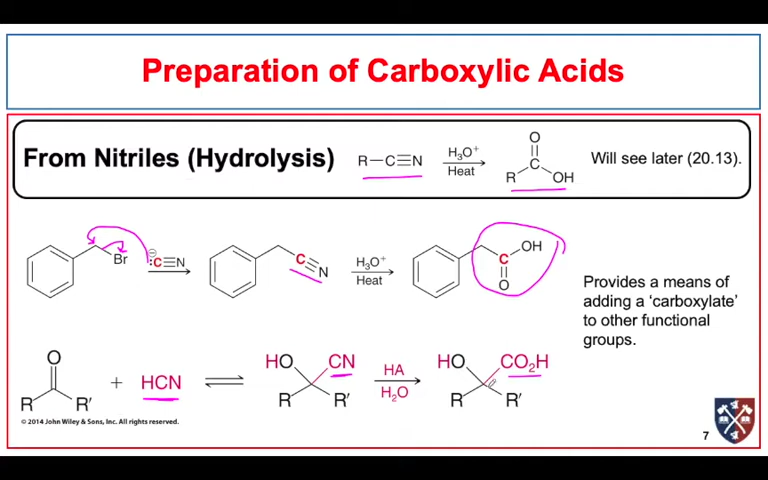 Preparation of Carboxylic Acids
From Nitriles (Hydrolysis)
R—C≡N
H₃O⁺
Heat
O
C
R
OH
Will see later (20.13).
Br
⊖
:C≡N
C≡N
H₃O⁺
Heat
C
OH
O
Provides a means of
adding a ‘carboxylate’
to other functional
groups.
O
R R'
+ HCN
HO CN
R R'
HA
H₂O
HO CO₂H
R R'
© 2014 John Wiley & Sons, Inc. All rights reserved.
7